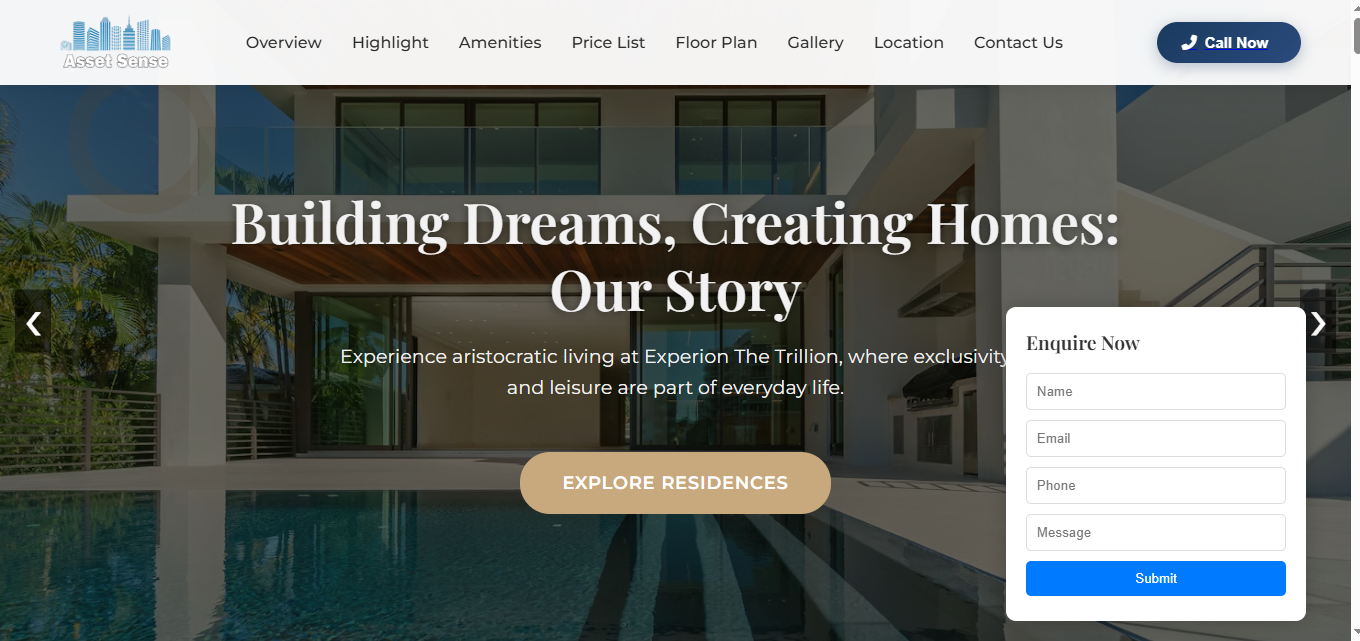 Asset Sense
Overview
Highlight
Amenities
Price List
Floor Plan
Gallery
Location
Contact Us
Call Now
Building Dreams, Creating Homes:
Our Story
Experience aristocratic living at Experion The Trillion, where exclusivity
and leisure are part of everyday life.
EXPLORE RESIDENCES
Enquire Now
Name
Email
Phone
Message
Submit